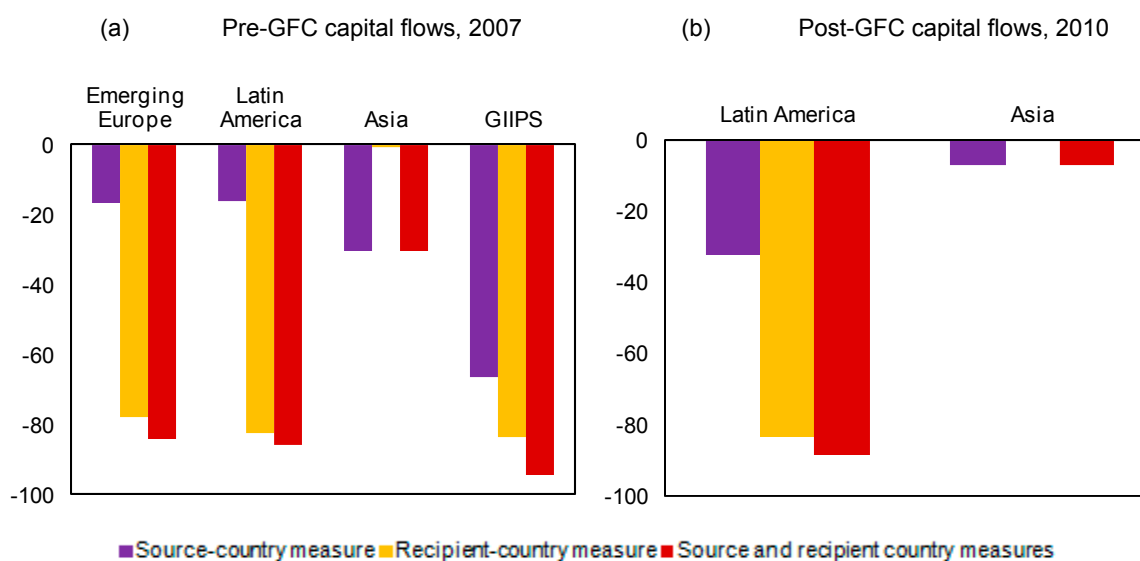 (a) Pre-GFC capital flows, 2007
Emerging Europe
Latin America
Asia
GIIPS
0
-20
-40
-60
-80
-100
(b) Post-GFC capital flows, 2010
Latin America
Asia
0
-20
-40
-60
-80
-100
Source-country measure Recipient-country measure Source and recipient country measures